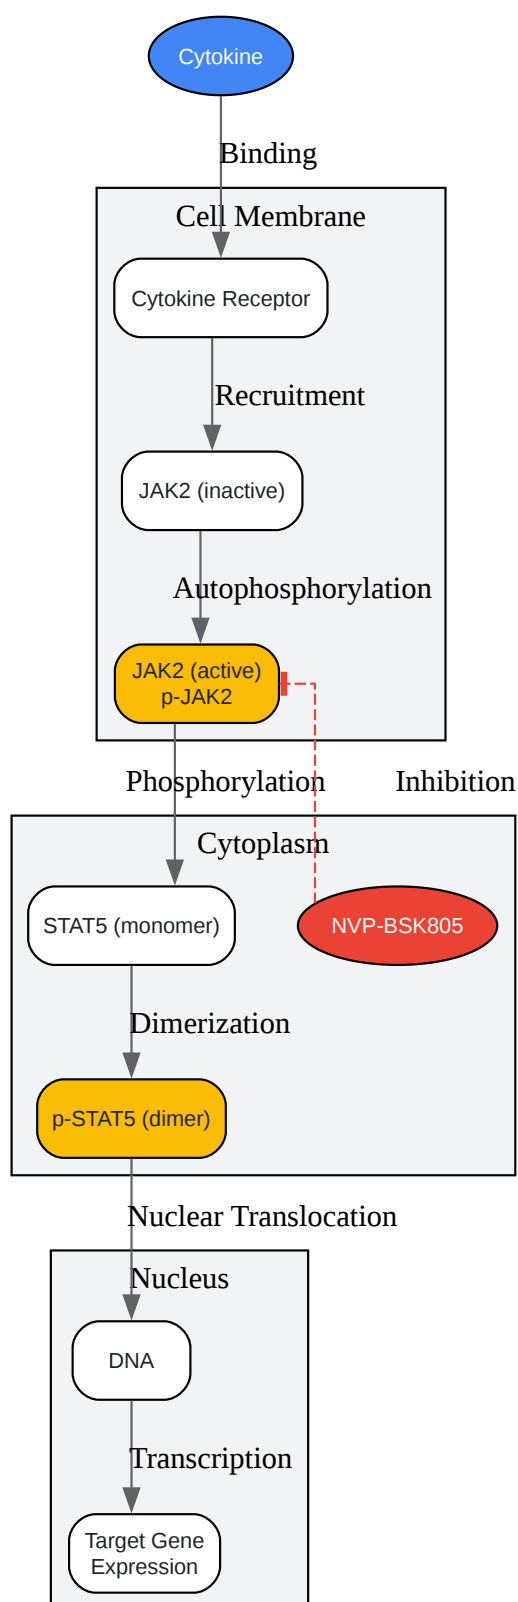 Cytokine
Binding
Cell Membrane
Cytokine Receptor
Recruitment
JAK2 (inactive)
Autophosphorylation
JAK2 (active)
p-JAK2
Phosphorylation
Inhibition
Cytoplasm
STAT5 (monomer)
NVP-BSK805
Dimerization
p-STAT5 (dimer)
Nuclear Translocation
Nucleus
DNA
Transcription
Target Gene
Expression